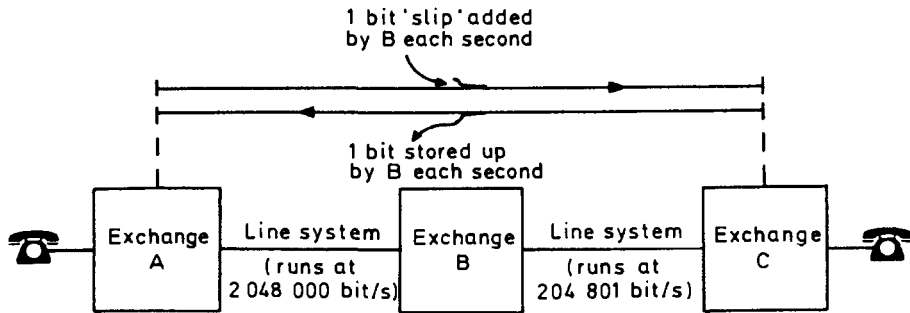 1 bit 'slip' added
by B each second
1 bit stored up
by B each second
Exchange
A
Line system
(runs at
2 048 000 bit/s)
Exchange
B
Line system
(runs at
204 801 bit/s)
Exchange
C